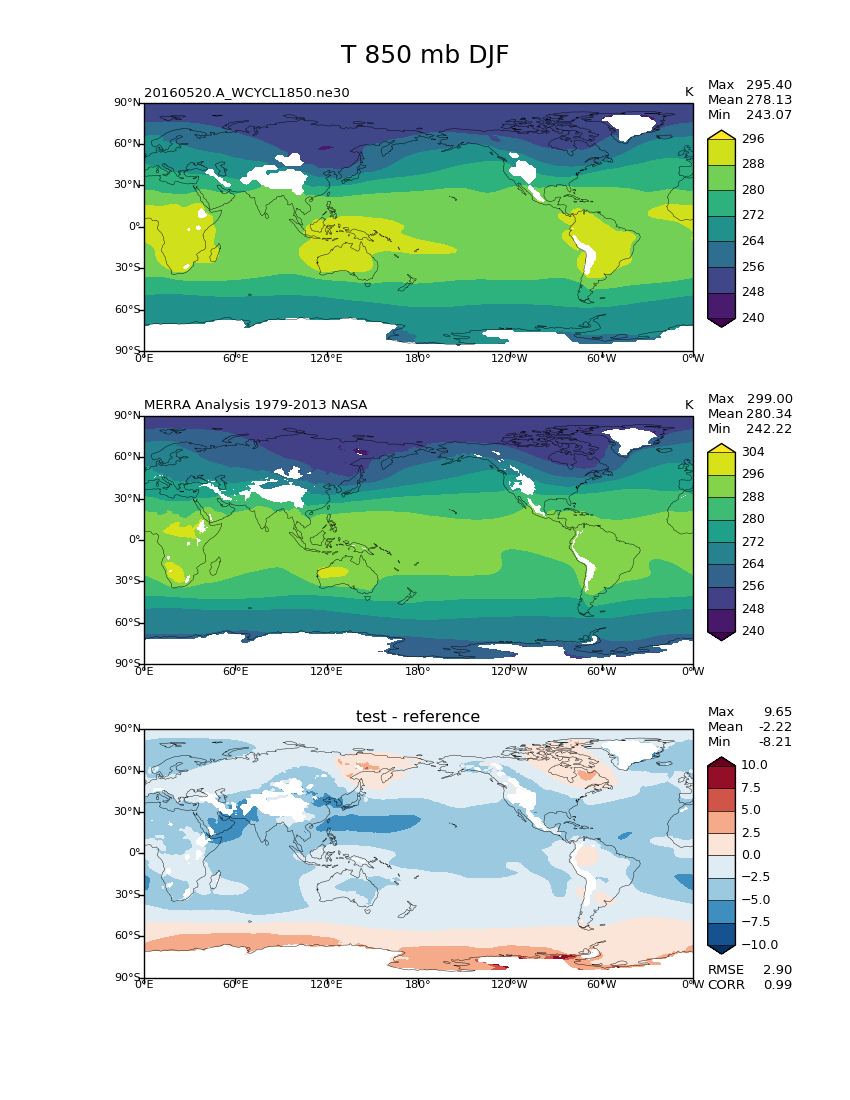 T 850 mb DJF
20160520.A_WCYCL1850.ne30
K
Max 295.40
Mean 278.13
Min 243.07
90°N
60°N
30°N
0°
30°S
60°S
90°S
0°E 60°E 120°E 180° 120°W 60°W 0°W
296
288
280
272
264
256
248
240
MERRA Analysis 1979-2013 NASA
K
Max 299.00
Mean 280.34
Min 242.22
90°N
60°N
30°N
0°
30°S
60°S
90°S
0°E 60°E 120°E 180° 120°W 60°W 0°W
304
296
288
280
272
264
256
248
240
test - reference
Max 9.65
Mean -2.22
Min -8.21
90°N
60°N
30°N
0°
30°S
60°S
90°S
0°E 60°E 120°E 180° 120°W 60°W 0°W
10.0
7.5
5.0
2.5
0.0
−2.5
−5.0
−7.5
−10.0
RMSE 2.90
CORR 0.99